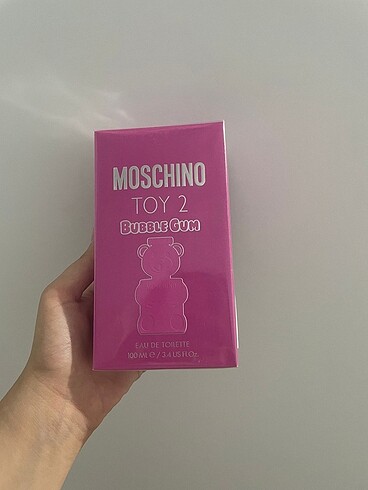 MOSCHINO
TOY 2
BUBBLE GUM
EAU DE TOILETTE
100 ML ℮ / 3.4 US FL.OZ.